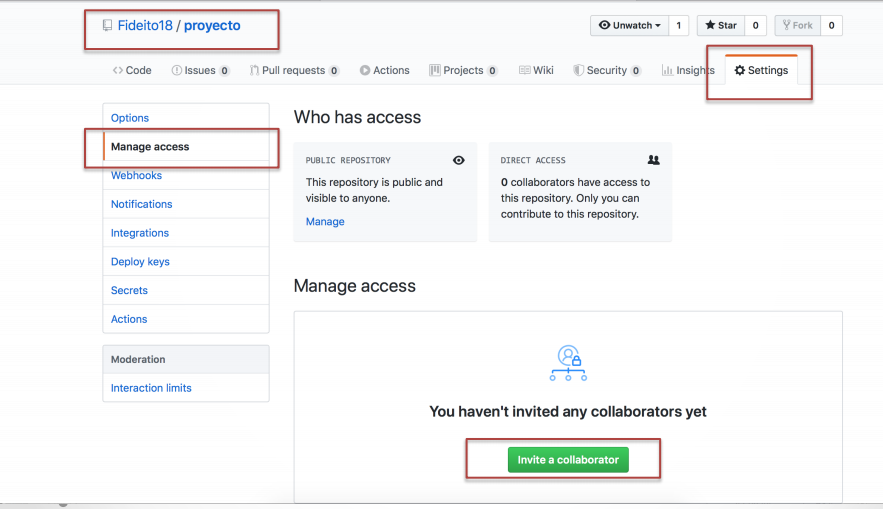 Fideito18 / proyecto
Unwatch 1 Star 0 Fork 0
Code Issues 0 Pull requests 0 Actions Projects 0 Wiki Security 0 Insights Settings
Options
Manage access
Webhooks
Notifications
Integrations
Deploy keys
Secrets
Actions
Moderation
Interaction limits
Who has access
PUBLIC REPOSITORY
This repository is public and
visible to anyone.
Manage
DIRECT ACCESS
0 collaborators have access to
this repository. Only you can
contribute to this repository.
Manage access
You haven't invited any collaborators yet
Invite a collaborator